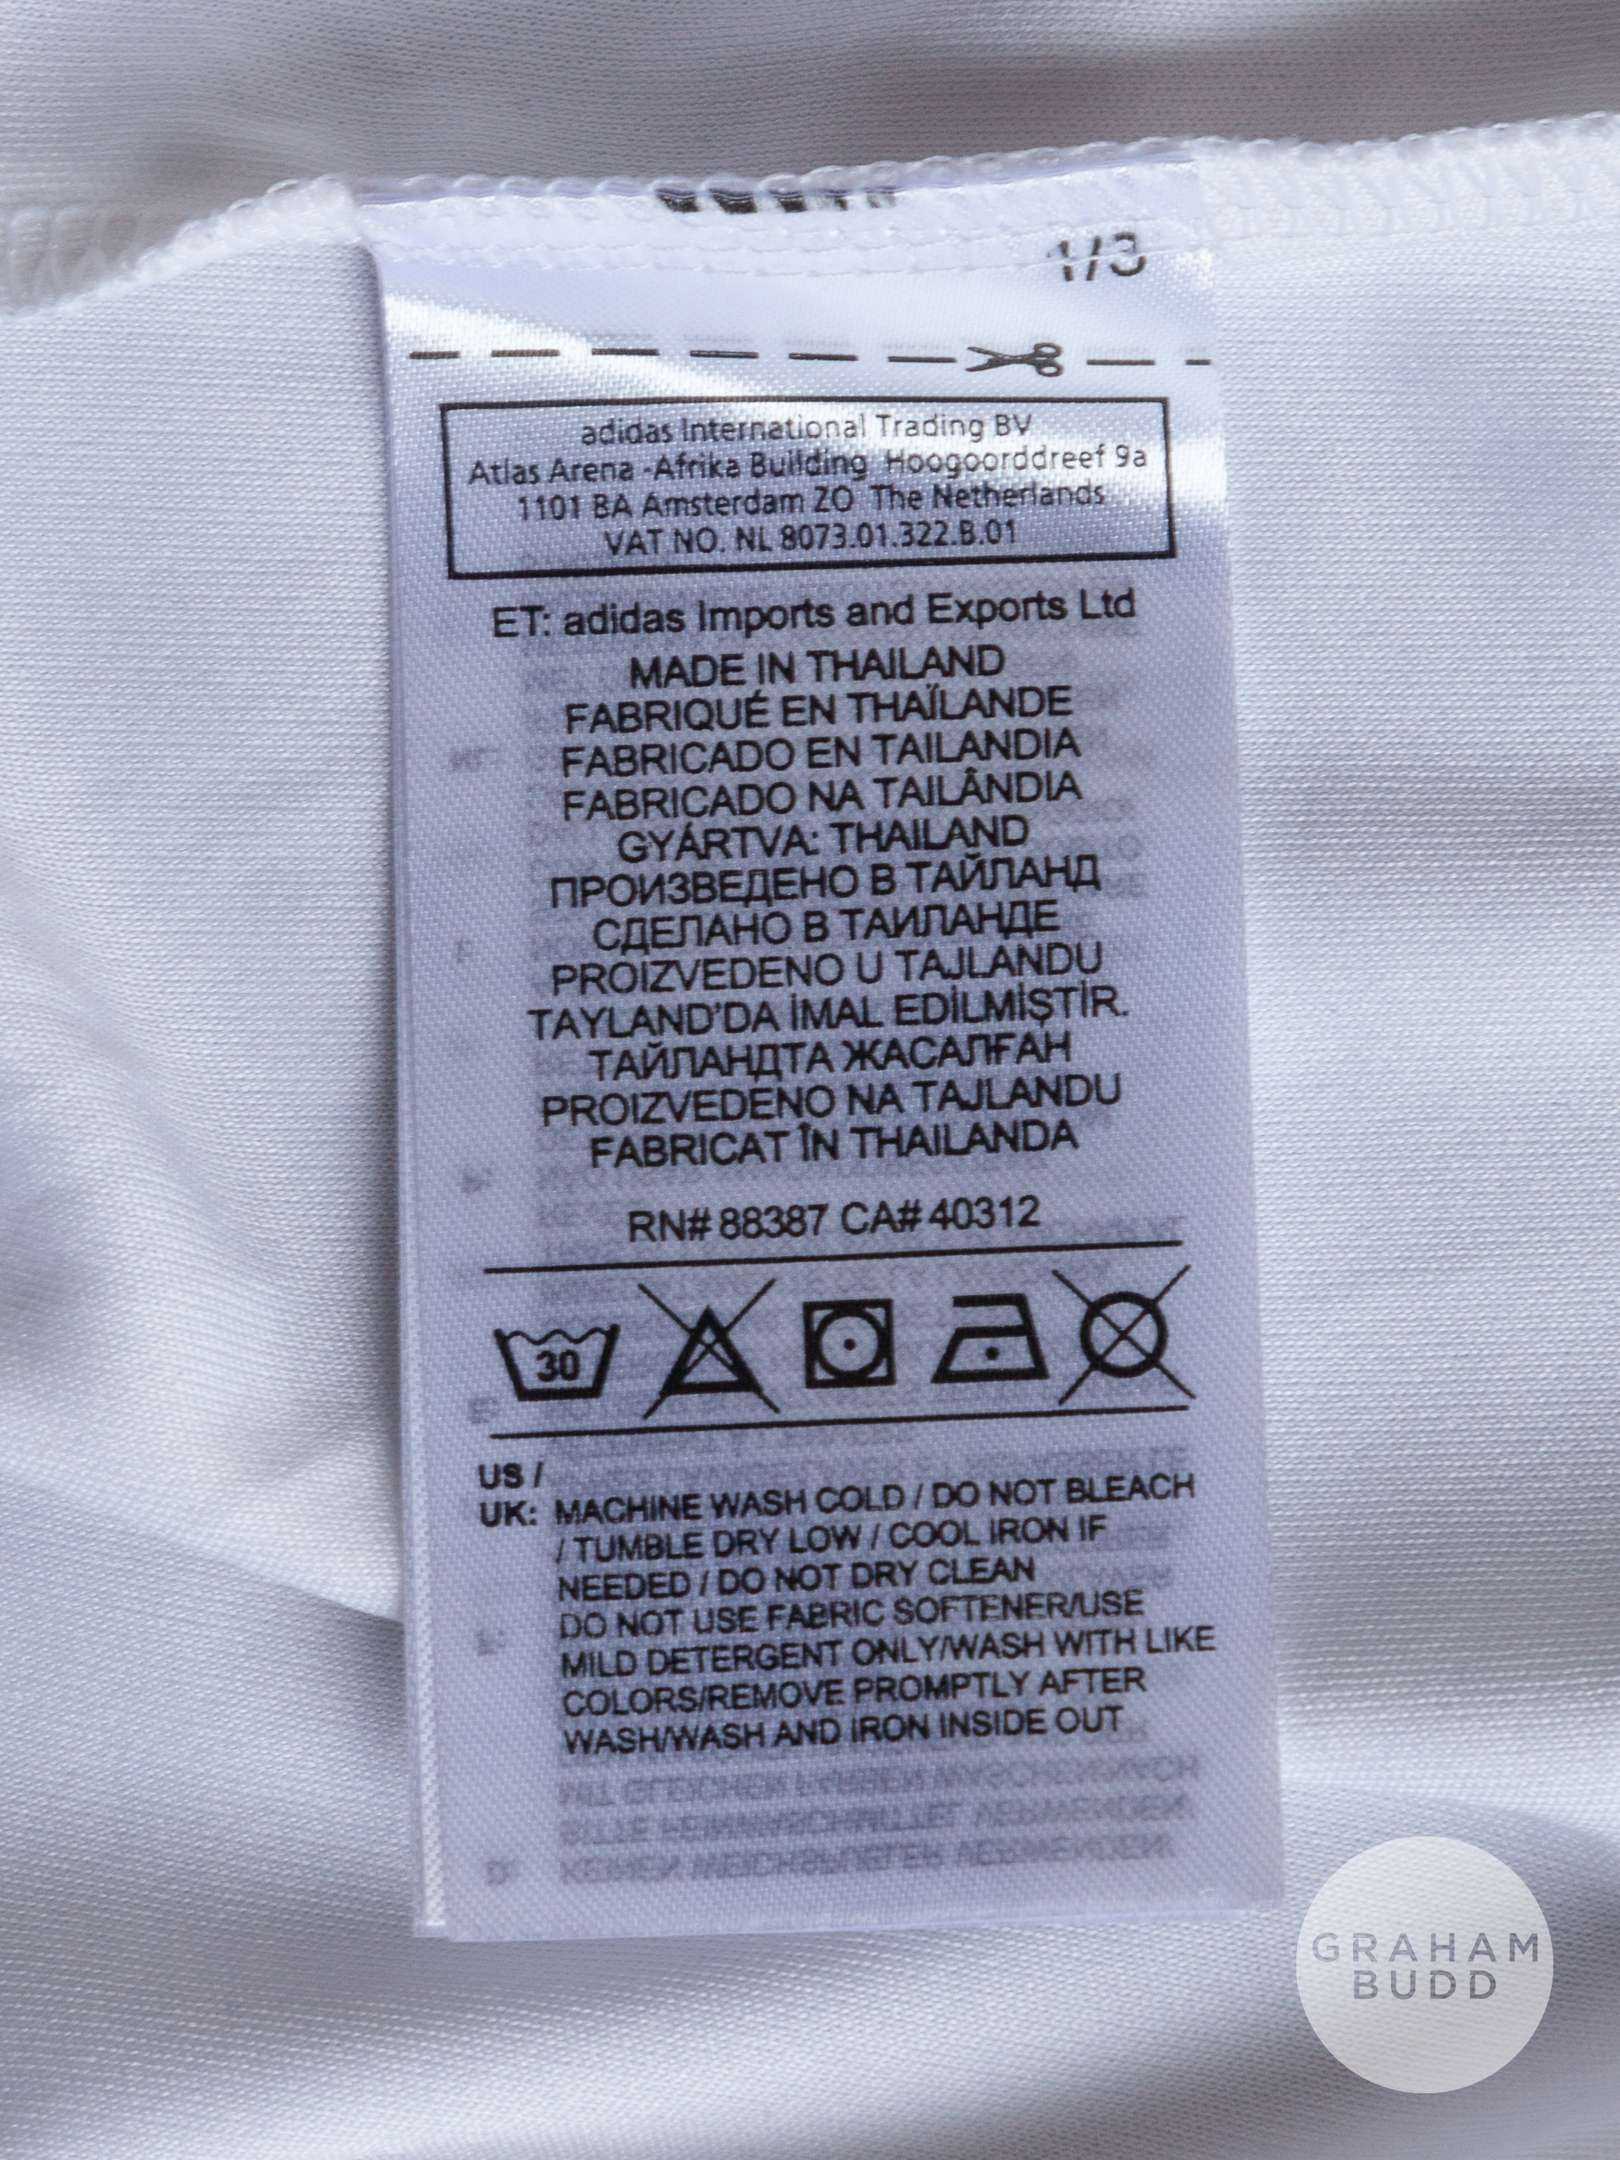 1/3
adidas International Trading BV
Atlas Arena -Afrika Building Hoogoorddreef 9a
1101 BA Amsterdam ZO The Netherlands
VAT NO. NL 8073.01.322.B.01
ET: adidas Imports and Exports Ltd
MADE IN THAILAND
FABRIQUÉ EN THAÏLANDE
FABRICADO EN TAILANDIA
FABRICADO NA TAILÂNDIA
GYÁRTVA: THAILAND
ПРОИЗВЕДЕНО В ТАЙЛАНД
СДЕЛАНО В ТАИЛАНДЕ
PROIZVEDENO U TAJLANDU
TAYLAND'DA İMAL EDİLMİŞTİR.
ТАЙЛАНДТА ЖАСАЛҒАН
PROIZVEDENO NA TAJLANDU
FABRICAT ÎN THAILANDA
RN# 88387 CA# 40312
30
US /
UK: MACHINE WASH COLD / DO NOT BLEACH
/ TUMBLE DRY LOW / COOL IRON IF
NEEDED / DO NOT DRY CLEAN
DO NOT USE FABRIC SOFTENER/USE
MILD DETERGENT ONLY/WASH WITH LIKE
COLORS/REMOVE PROMPTLY AFTER
WASH/WASH AND IRON INSIDE OUT
GRAHAM
BUDD